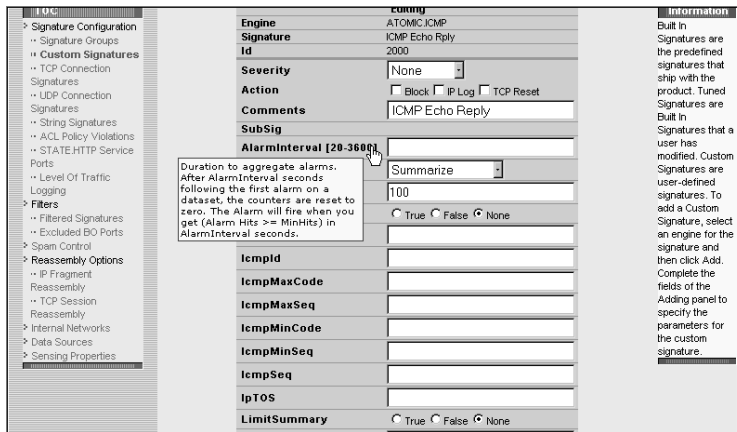 TOC
Signature Configuration
Signature Groups
Custom Signatures
TCP Connection
Signatures
UDP Connection
Signatures
String Signatures
ACL Policy Violations
STATE.HTTP Service
Ports
Level Of Traffic
Logging
Filters
Filtered Signatures
Excluded BO Ports
Spam Control
Reassembly Options
IP Fragment
Reassembly
TCP Session
Reassembly
Internal Networks
Data Sources
Sensing Properties
Editing
Engine ATOMIC.ICMP
Signature ICMP Echo Rply
Id 2000
Severity None
Action Block IP Log TCP Reset
Comments ICMP Echo Reply
SubSig
AlarmInterval [20-3600]
Duration to aggregate alarms.
After AlarmInterval seconds
following the first alarm on a
dataset, the counters are reset to
zero. The Alarm will fire when you
get (Alarm Hits >= MinHits) in
AlarmInterval seconds.
Summarize
100
True False None
IcmpId
IcmpMaxCode
IcmpMaxSeq
IcmpMinCode
IcmpMinSeq
IcmpSeq
IpTOS
LimitSummary True False None
Information
Built In
Signatures are
the predefined
signatures that
ship with the
product. Tuned
Signatures are
Built In
Signatures that a
user has
modified. Custom
Signatures are
user-defined
signatures. To
add a Custom
Signature, select
an engine for the
signature and
then click Add.
Complete the
fields of the
Adding panel to
specify the
parameters for
the custom
signature.